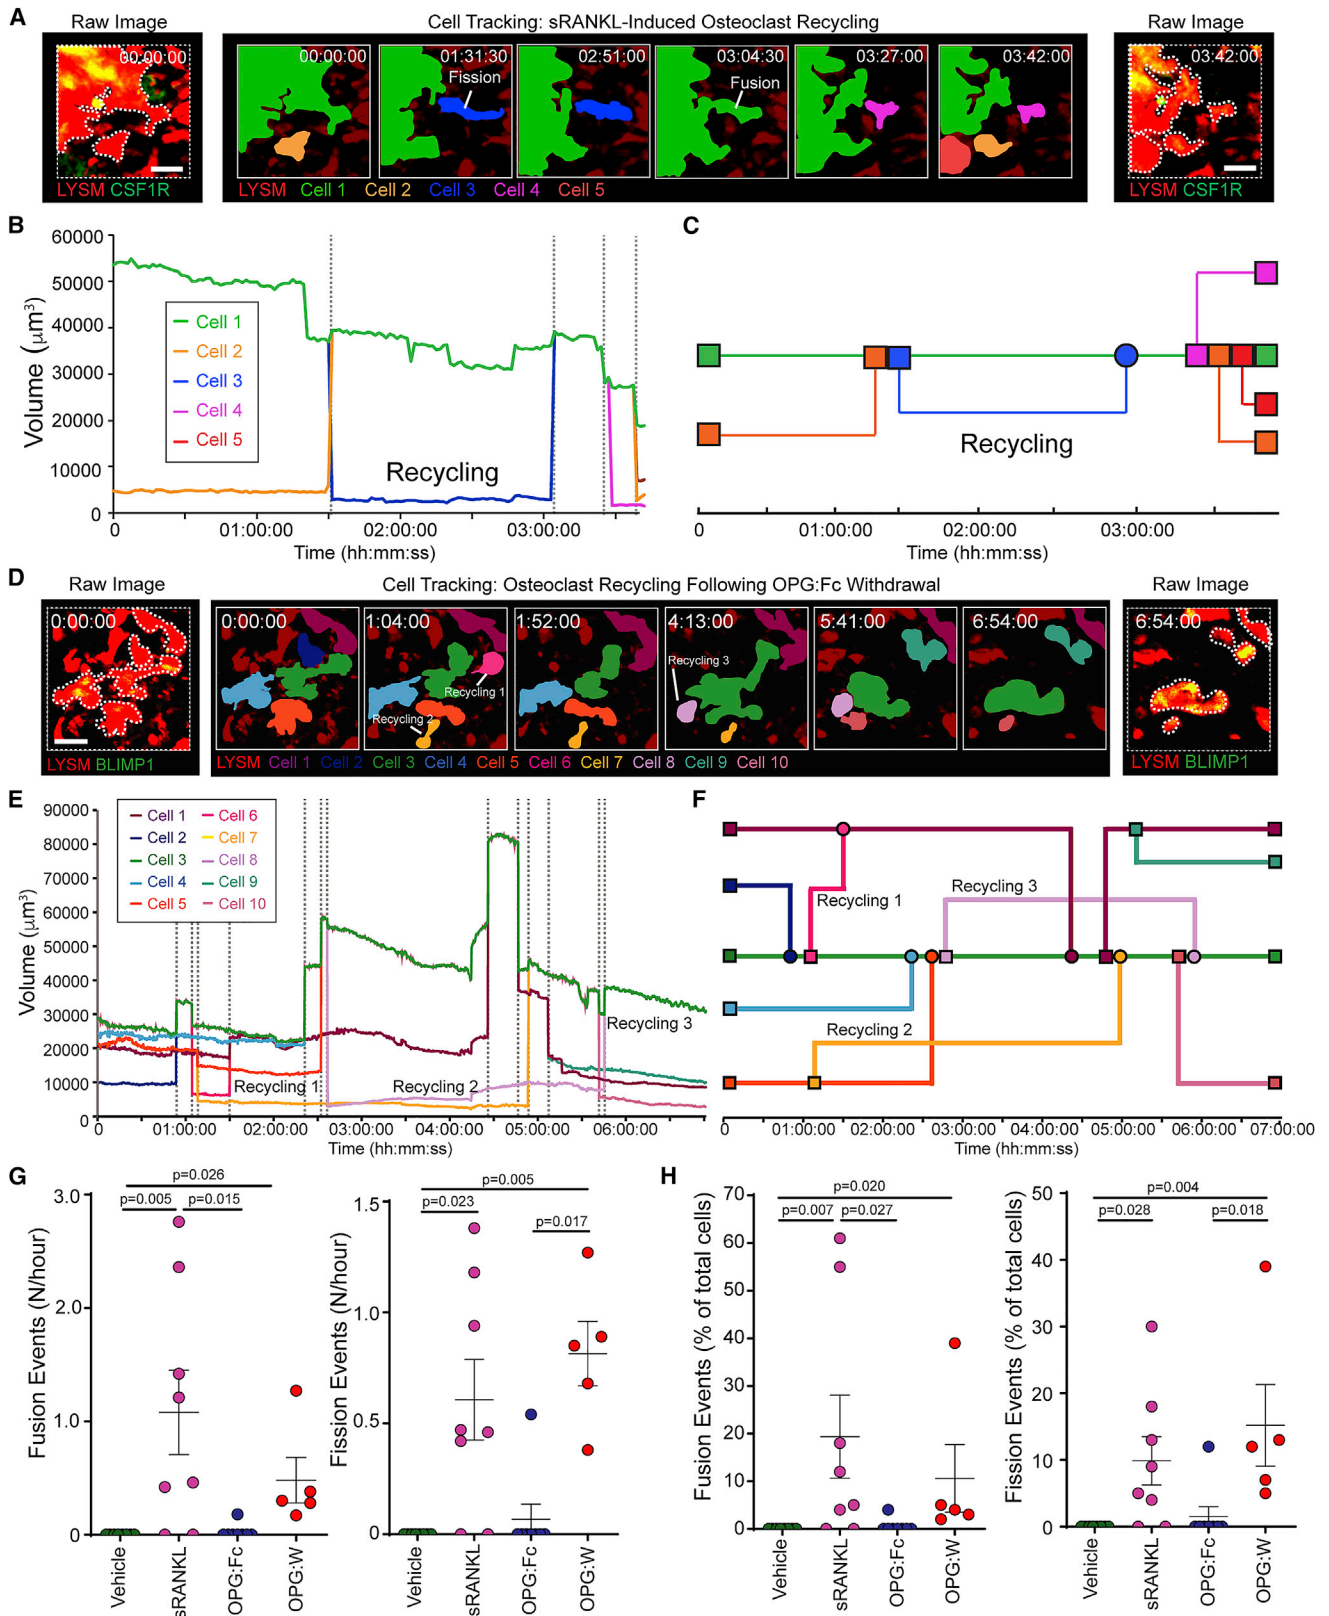 A
Raw Image
Cell Tracking: sRANKL-Induced Osteoclast Recycling
Raw Image
00:00:00
00:00:00
01:31:30
02:51:00
03:04:30
03:27:00
03:42:00
03:42:00
Fission
Fusion
LYSM CSF1R
LYSM Cell 1 Cell 2 Cell 3 Cell 4 Cell 5
LYSM CSF1R
B
Volume (μm³)
60000
50000
40000
30000
20000
10000
0
Cell 1
Cell 2
Cell 3
Cell 4
Cell 5
Recycling
0 01:00:00 02:00:00 03:00:00
Time (hh:mm:ss)
C
Recycling
0 01:00:00 02:00:00 03:00:00
Time (hh:mm:ss)
D
Raw Image
Cell Tracking: Osteoclast Recycling Following OPG:Fc Withdrawal
Raw Image
0:00:00
0:00:00
1:04:00
1:52:00
4:13:00
5:41:00
6:54:00
6:54:00
Recycling 1
Recycling 2
Recycling 3
LYSM BLIMP1
LYSM Cell 1 Cell 2 Cell 3 Cell 4 Cell 5 Cell 6 Cell 7 Cell 8 Cell 9 Cell 10
LYSM BLIMP1
E
Volume (μm³)
90000
80000
70000
60000
50000
40000
30000
20000
10000
0
Cell 1 Cell 6
Cell 2 Cell 7
Cell 3 Cell 8
Cell 4 Cell 9
Cell 5 Cell 10
Recycling 3
Recycling 1
Recycling 2
0 01:00:00 02:00:00 03:00:00 04:00:00 05:00:00 06:00:00
Time (hh:mm:ss)
F
Recycling 3
Recycling 1
Recycling 2
0 01:00:00 02:00:00 03:00:00 04:00:00 05:00:00 06:00:00 07:00:00
Time (hh:mm:ss)
G
Fusion Events (N/hour)
p=0.026
p=0.005 p=0.015
3.0
2.0
1.0
0
Vehicle
sRANKL
OPG:Fc
OPG:W
Fission Events (N/hour)
p=0.005
p=0.023
p=0.017
1.5
1.0
0.5
0
Vehicle
sRANKL
OPG:Fc
OPG:W
H
Fusion Events (% of total cells)
p=0.020
p=0.007 p=0.027
70
60
50
40
30
20
10
0
Vehicle
sRANKL
OPG:Fc
OPG:W
Fission Events (% of total cells)
p=0.004
p=0.028 p=0.018
50
40
30
20
10
0
Vehicle
sRANKL
OPG:Fc
OPG:W